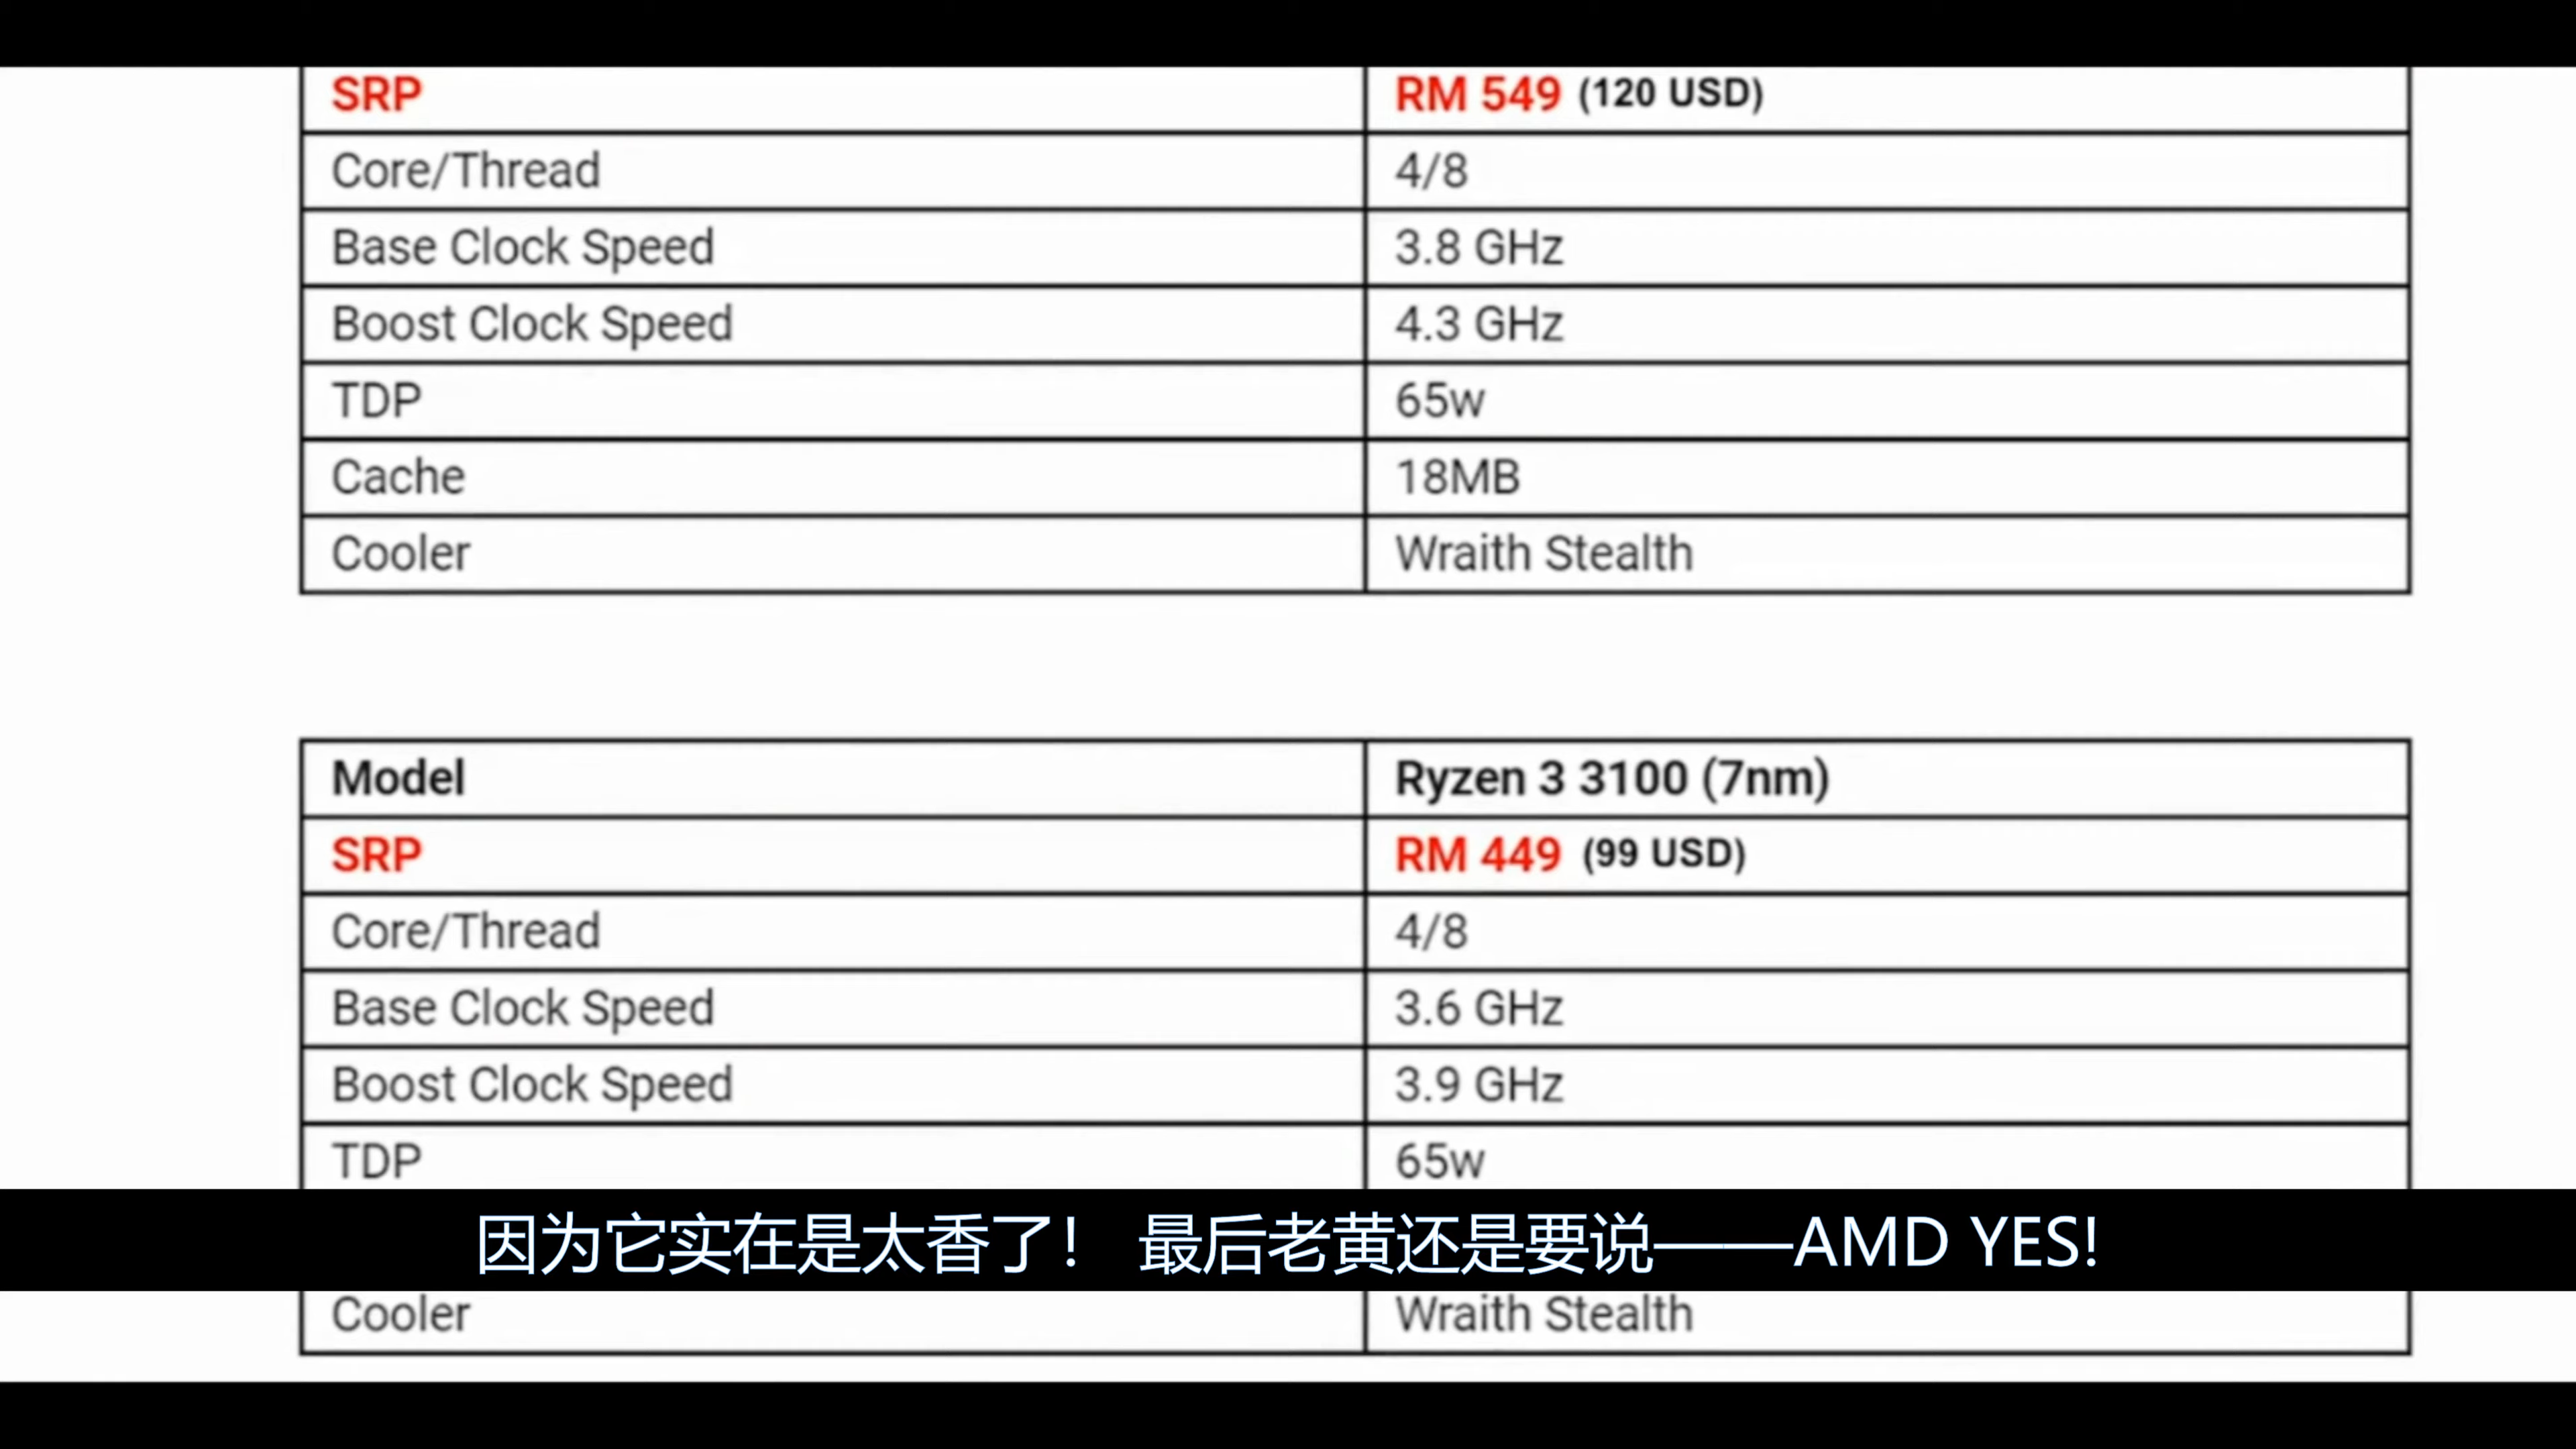 SRP RM 549 (120 USD)
Core/Thread 4/8
Base Clock Speed 3.8 GHz
Boost Clock Speed 4.3 GHz
TDP 65w
Cache 18MB
Cooler Wraith Stealth
Model Ryzen 3 3100 (7nm)
SRP RM 449 (99 USD)
Core/Thread 4/8
Base Clock Speed 3.6 GHz
Boost Clock Speed 3.9 GHz
TDP 65w
因为它实在是太香了！ 最后老黄还是要说——AMD YES!
Cooler Wraith Stealth